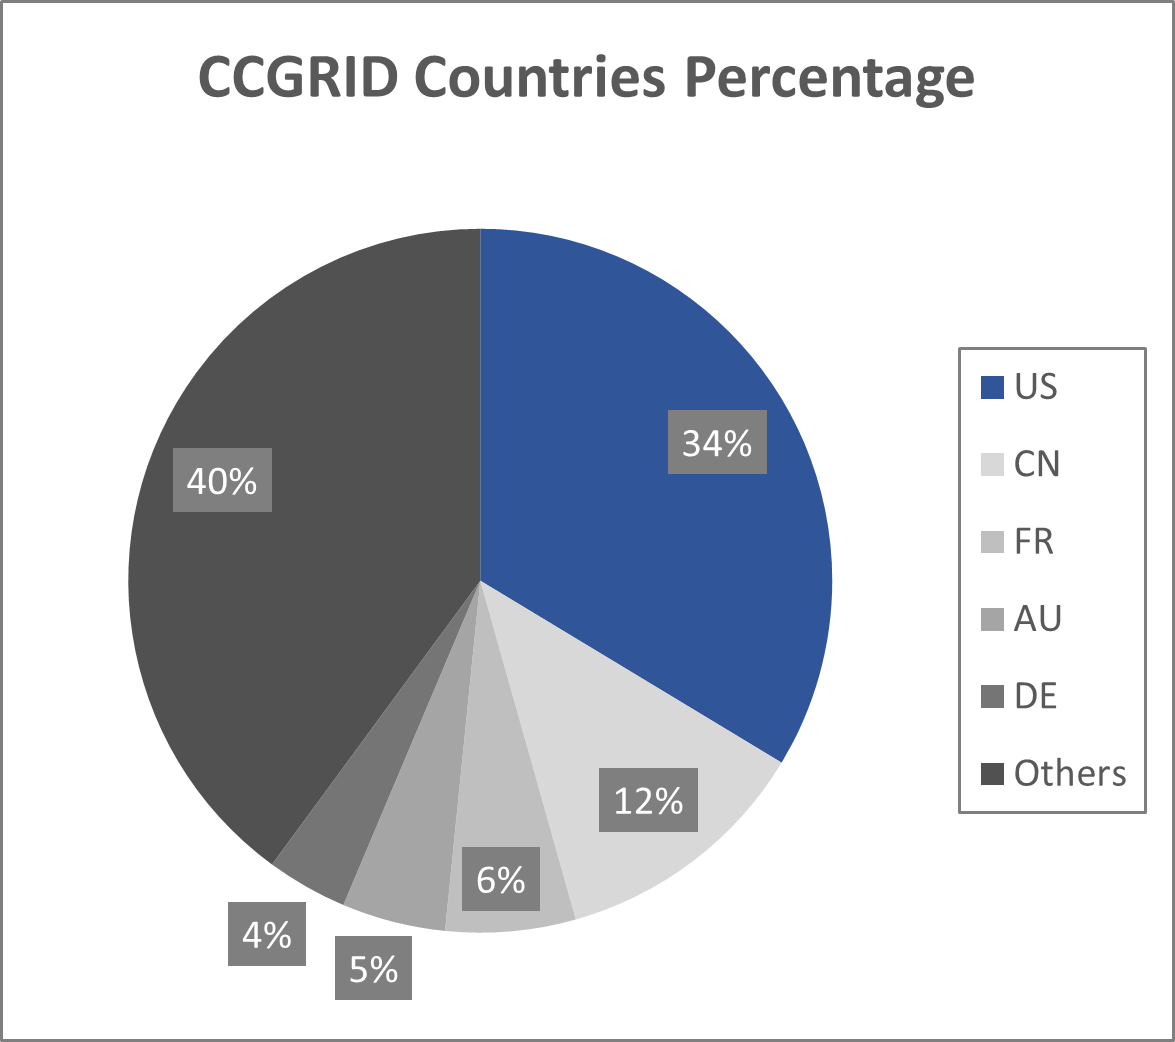 CCGRID Countries Percentage
34%
40%
12%
6%
4%
5%
US
CN
FR
AU
DE
Others